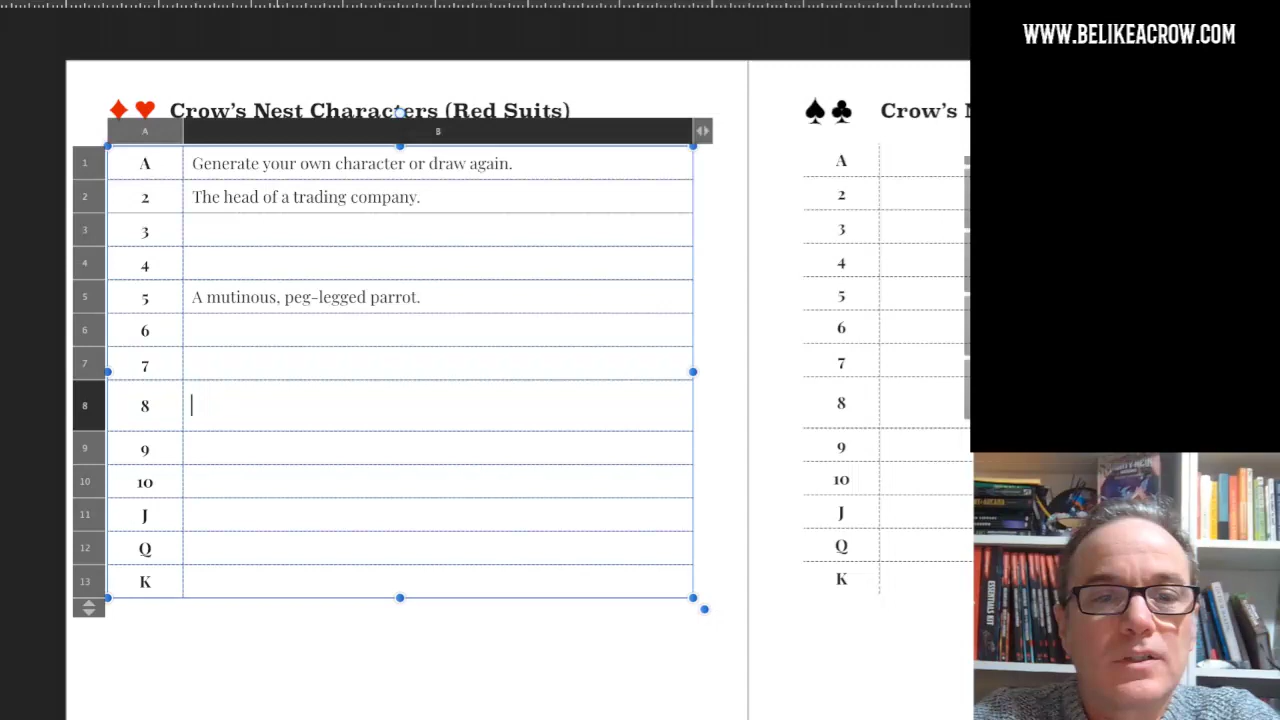 WWW.BELIKEACROW.COM
Crow's Nest Characters (Red Suits)
Crow's
A B
1 A Generate your own character or draw again.
2 2 The head of a trading company.
3 3
4 4
5 5 A mutinous, peg-legged parrot.
6 6
7 7
8 8
9 9
10 10
11 J
12 Q
13 K
A
2
3
4
5
6
7
8
9
10
J
Q
K
ESSENTIALS KIT